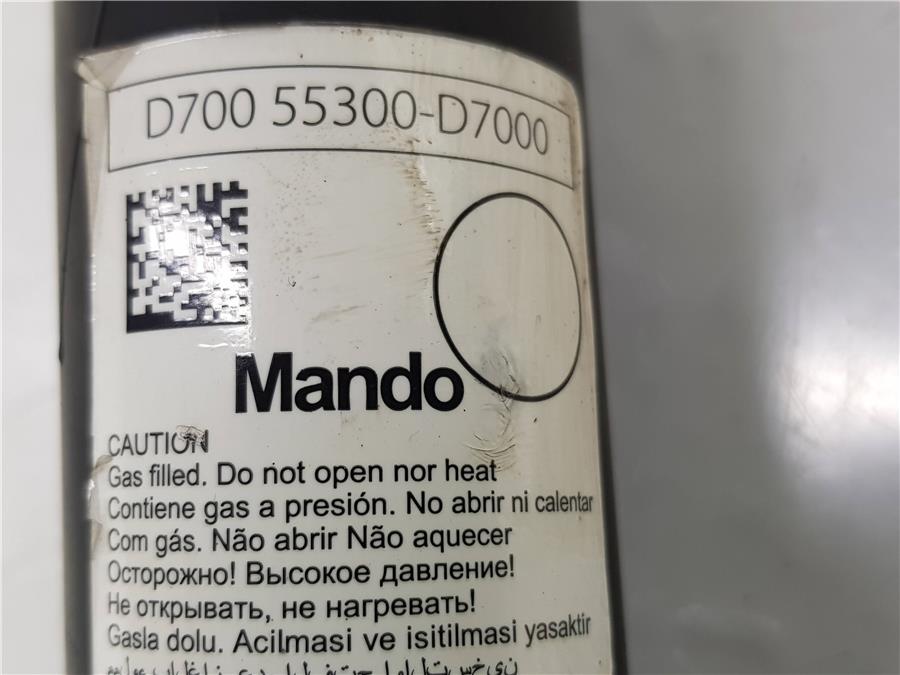 D700 55300-D7000
Mando
CAUTION
Gas filled. Do not open nor heat
Contiene gas a presión. No abrir ni calentar
Com gás. Não abrir Não aquecer
Осторожно! Высокое давление!
Не открывать, не нагревать!
Gasla dolu. Acilmasi ve isitilmasi yasaktir